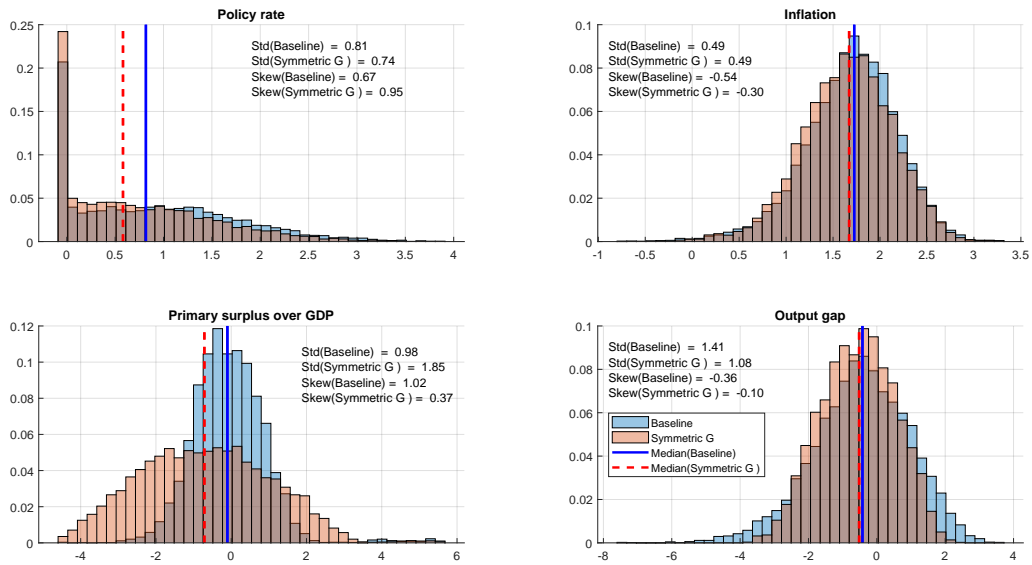 Policy rate
0.25
0.2
0.15
0.1
0.05
0
Std(Baseline) = 0.81
Std(Symmetric G ) = 0.74
Skew(Baseline) = 0.67
Skew(Symmetric G ) = 0.95
0 0.5 1 1.5 2 2.5 3 3.5 4
Inflation
0.1
0.08
0.06
0.04
0.02
0
Std(Baseline) = 0.49
Std(Symmetric G ) = 0.49
Skew(Baseline) = -0.54
Skew(Symmetric G ) = -0.30
-1 -0.5 0 0.5 1 1.5 2 2.5 3 3.5
Primary surplus over GDP
0.12
0.1
0.08
0.06
0.04
0.02
0
Std(Baseline) = 0.98
Std(Symmetric G ) = 1.85
Skew(Baseline) = 1.02
Skew(Symmetric G ) = 0.37
-4 -2 0 2 4 6
Output gap
0.1
0.08
0.06
0.04
0.02
0
Std(Baseline) = 1.41
Std(Symmetric G ) = 1.08
Skew(Baseline) = -0.36
Skew(Symmetric G ) = -0.10
Baseline
Symmetric G
Median(Baseline)
Median(Symmetric G )
-8 -6 -4 -2 0 2 4